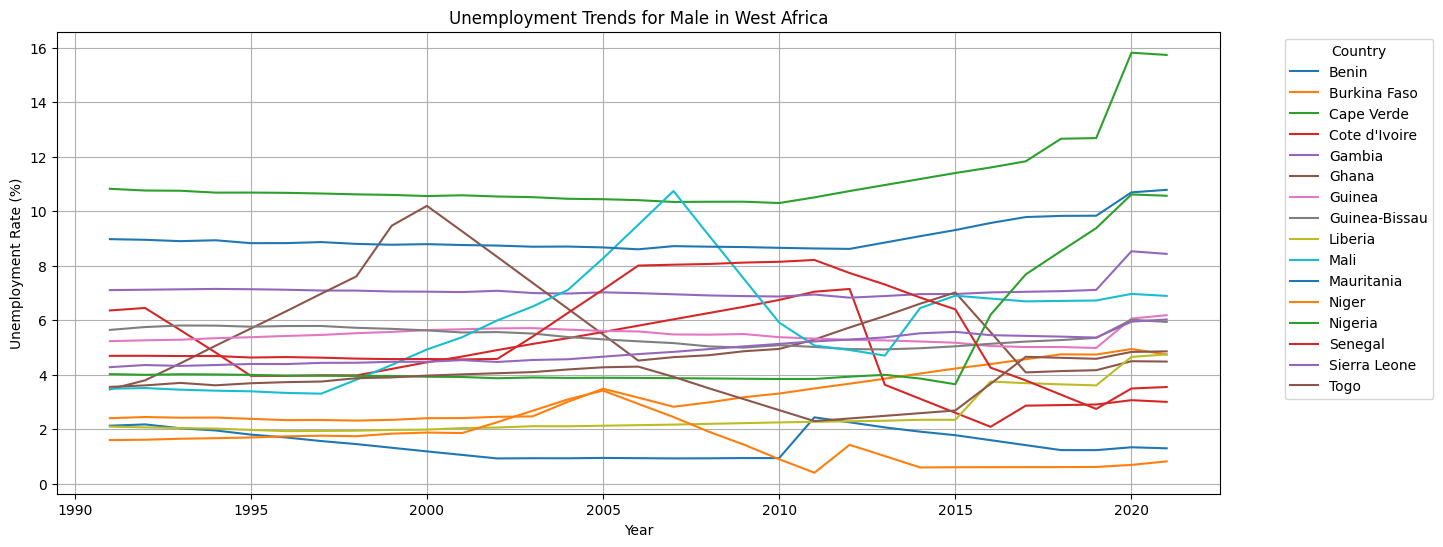 Unemployment Trends for Male in West Africa
Unemployment Rate (%)
16
14
12
10
8
6
4
2
0
1990
1995
2000
2005
2010
2015
2020
Year
Country
Benin
Burkina Faso
Cape Verde
Cote d'Ivoire
Gambia
Ghana
Guinea
Guinea-Bissau
Liberia
Mali
Mauritania
Niger
Nigeria
Senegal
Sierra Leone
Togo